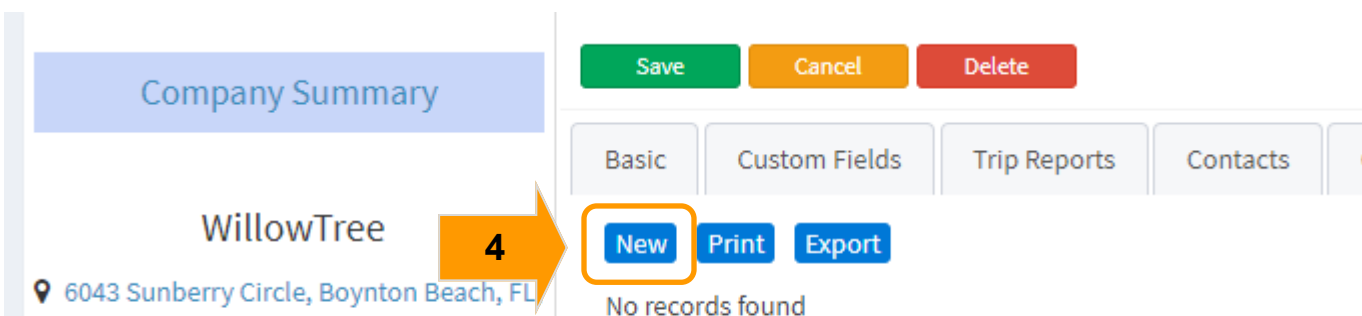 Company Summary
WillowTree
6043 Sunberry Circle, Boynton Beach, FL
Save Cancel Delete
Basic Custom Fields Trip Reports Contacts
4
New Print Export
No records found